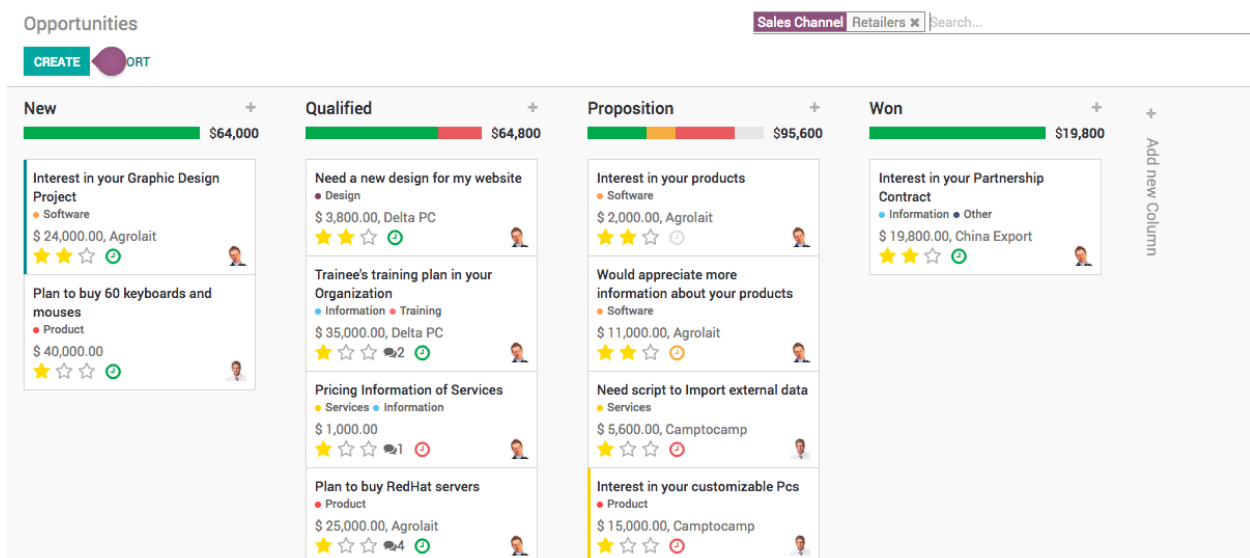 Opportunities
Sales Channel Retailers × Search...
CREATE ORT
New +
$64,000
Interest in your Graphic Design
Project
Software
$ 24,000.00, Agrolait
Plan to buy 60 keyboards and
mouses
Product
$ 40,000.00
Qualified +
$64,800
Need a new design for my website
Design
$ 3,800.00, Delta PC
Trainee's training plan in your
Organization
Information Training
$ 35,000.00, Delta PC
2
Pricing Information of Services
Services Information
$ 1,000.00
1
Plan to buy RedHat servers
Product
$ 25,000.00, Agrolait
4
Proposition +
$95,600
Interest in your products
Software
$ 2,000.00, Agrolait
Would appreciate more
information about your products
Software
$ 11,000.00, Agrolait
Need script to Import external data
Services
$ 5,600.00, Camptocamp
Interest in your customizable Pcs
Product
$ 15,000.00, Camptocamp
Won +
$19,800
Interest in your Partnership
Contract
Information Other
$ 19,800.00, China Export
+
Add new Column